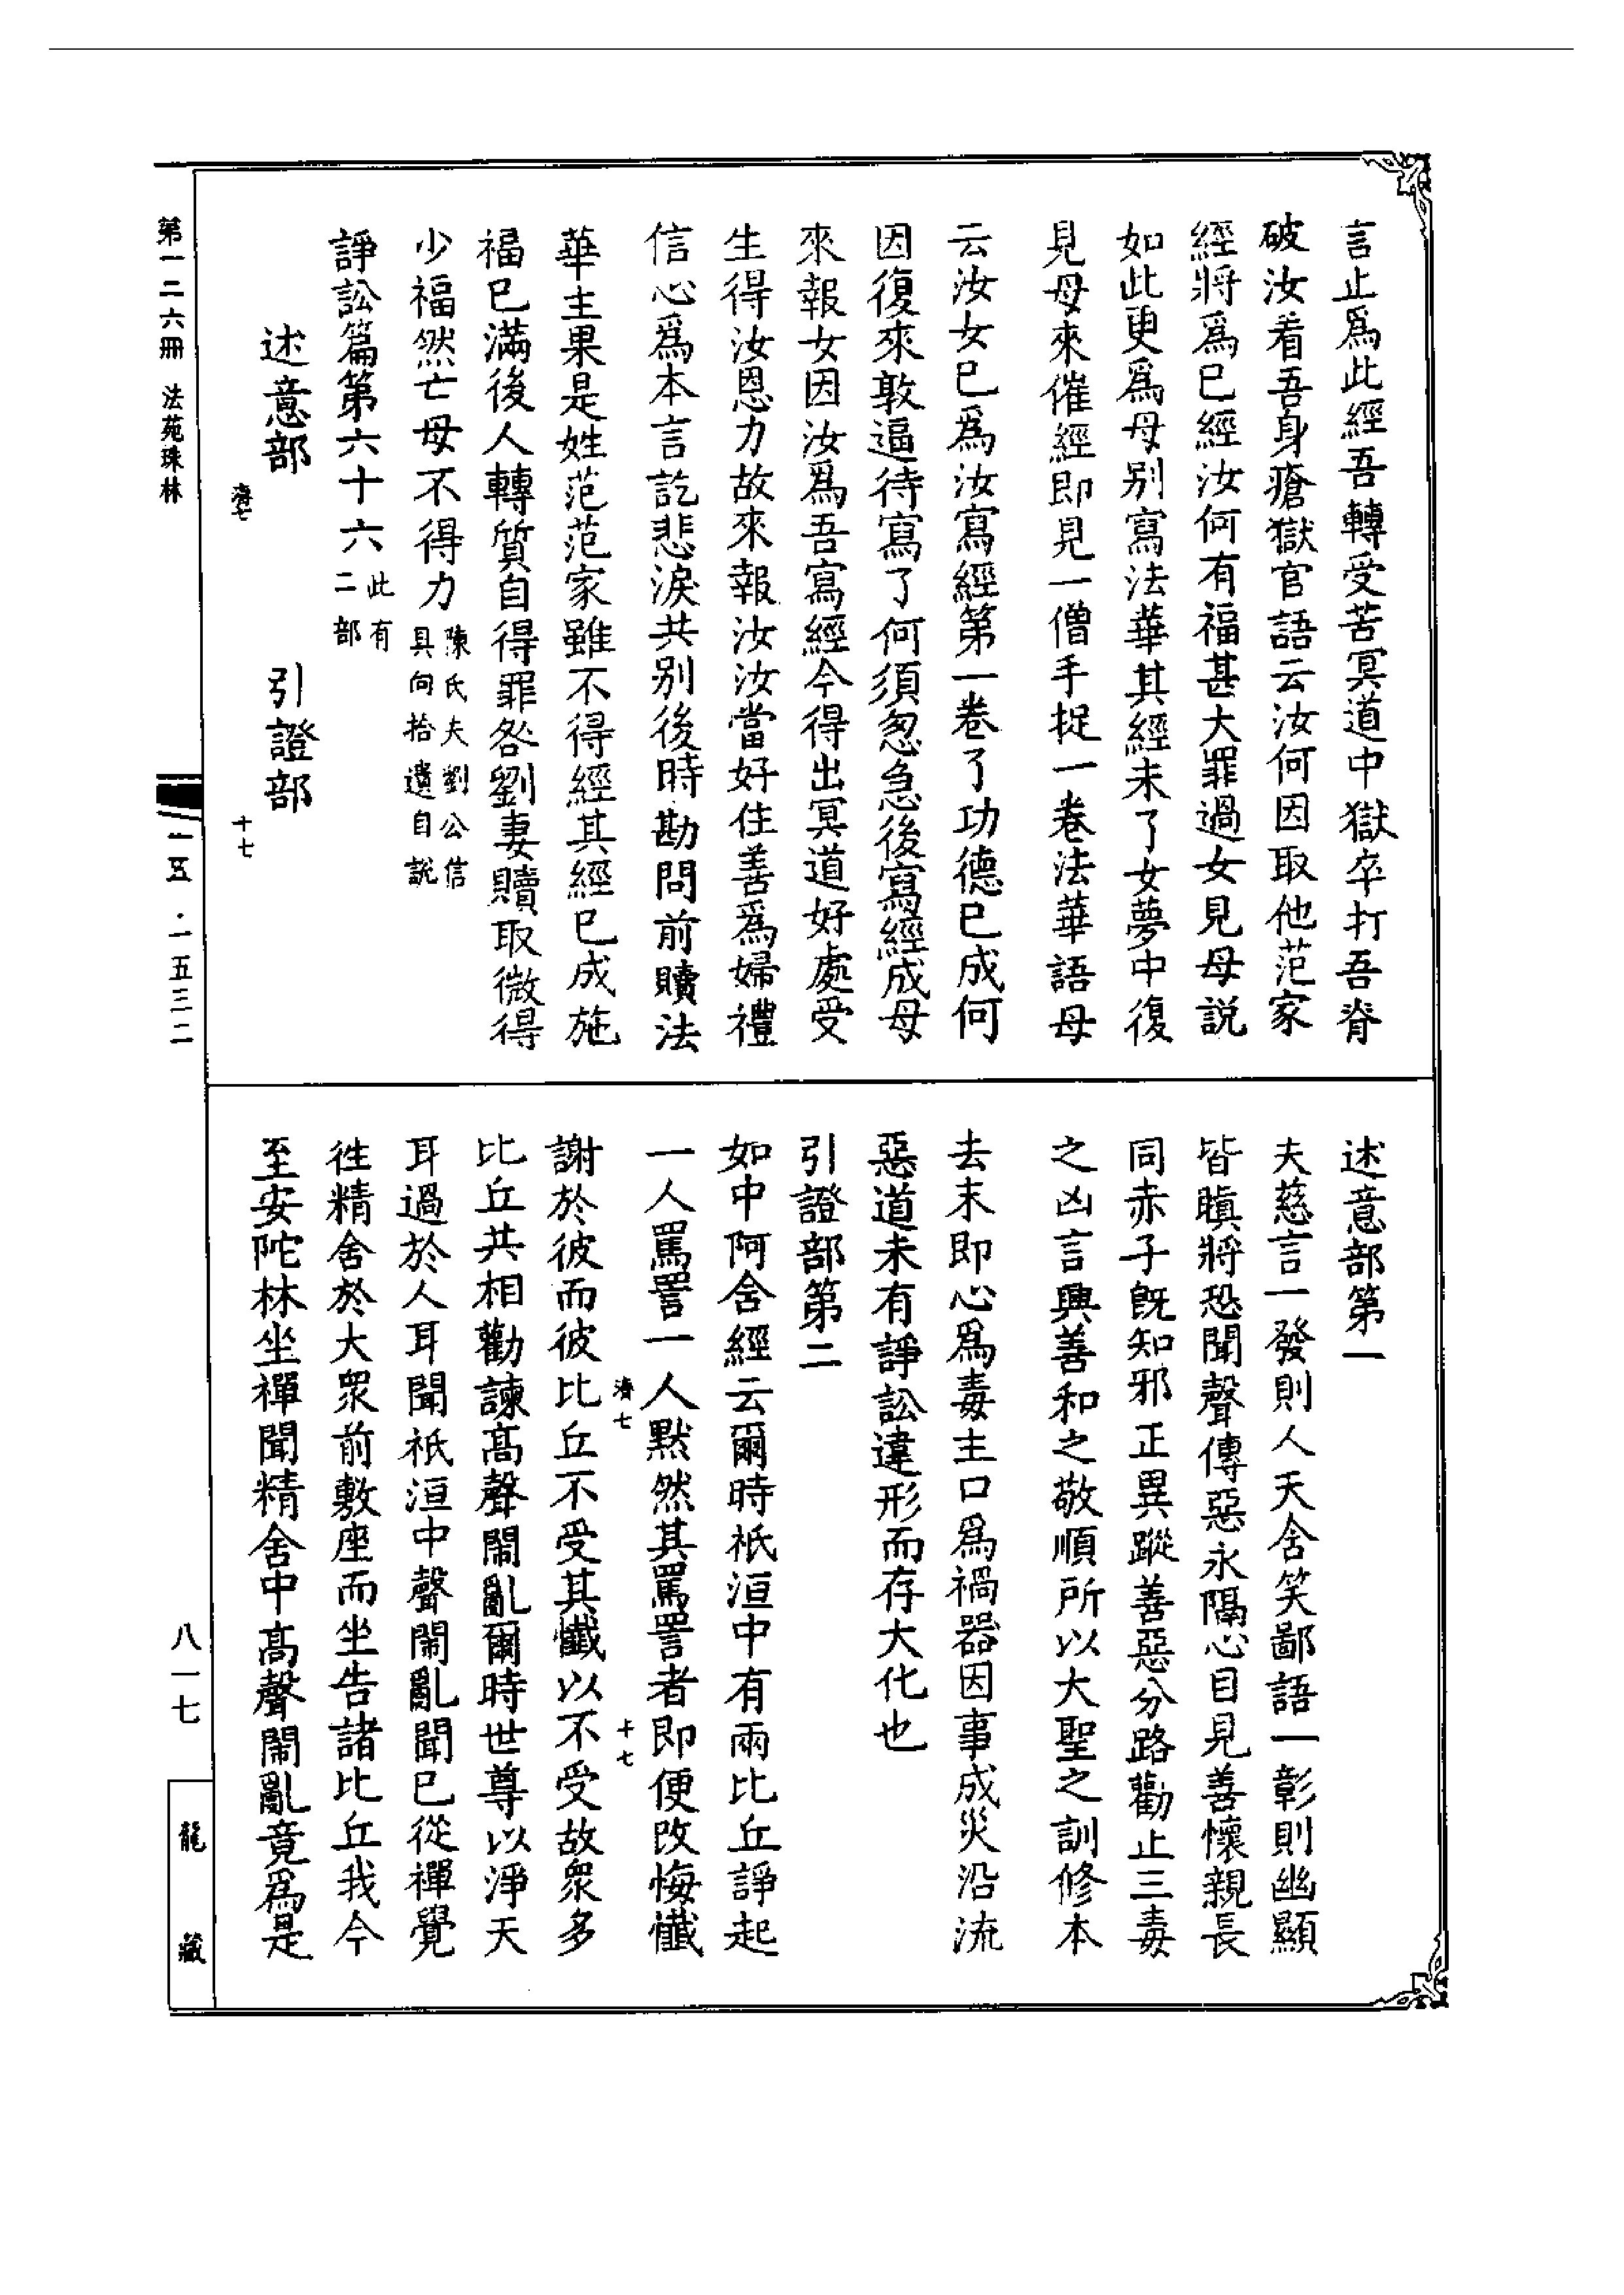 言止爲此經吾轉受苦冥道中獄卒打吾脊
破汝看吾身瘡獄官語云汝何因取他范家
經將爲已經汝何有福甚大罪過女見母説
如此更爲母别寫法華其經未了女夢中復
見母來催經即見一僧手捉一卷法華語母
云汝女已爲汝寫經第一卷了功德已成何
因復來敦逼待寫了何須怱急後寫經成母
來報女因汝爲吾寫經今得出冥道好處受
生得汝恩力故來報汝汝當好住善爲婦禮
信心爲本言訖悲淚共别後時勘問前贖法
華主果是姓范范家雖不得經其經已成施
福已滿後人轉質自得罪咎劉妻贖取微得
少福然亡母不得力陳氏夫劉公信
具向拾遺自説
諍訟篇第六十六此有
二部
述意部 引證部
濟七 十七
述意部第一
夫慈言一發則人天舍笑鄙語一彰則幽顯
皆瞋將恐聞聲傳惡永隔心目見善懷親長
同赤子旣知邪正異蹤善惡分路勸止三毒
之凶言興善和之敬順所以大聖之訓修本
去末即心爲毒主口爲禍器因事成災沿流
惡道未有諍訟違形而存大化也
引證部第二
如中阿舍經云爾時祇洹中有兩比丘諍起
一人罵詈一人默然其罵詈者即便改悔懺
濟七 十七
謝於彼而彼比丘不受其懺以不受故衆多
比丘共相勸諫高聲鬧亂爾時世尊以淨天
耳過於人耳聞祇洹中聲鬧亂聞已從禪覺
徃精舍於大衆前敷座而坐告諸比丘我今
至安陀林坐禪聞精舍中高聲鬧亂竟爲是
第一二六冊 法苑珠林
一五·一五三二
八一七
龍藏